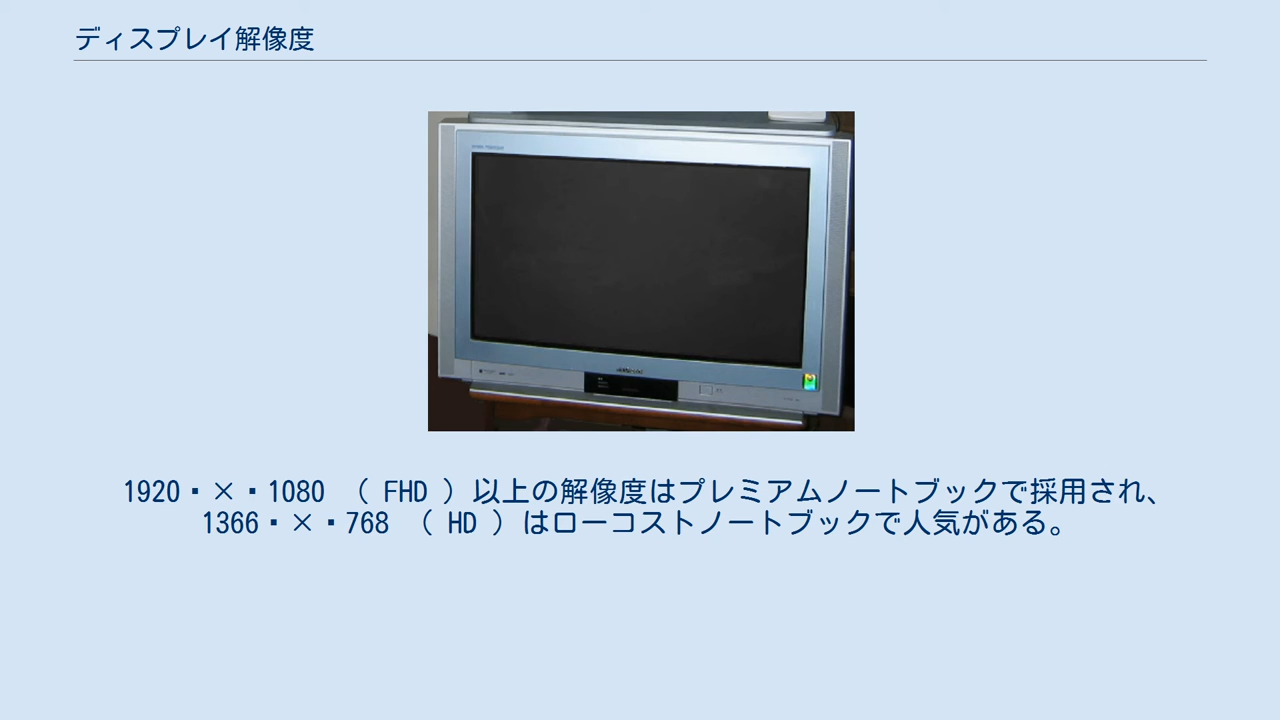 ディスプレイ解像度
1920▪×▪1080 ( FHD ) 以上の解像度はプレミアムノートブックで採用され、
1366▪×▪768 ( HD ) はローコストノートブックで人気がある。